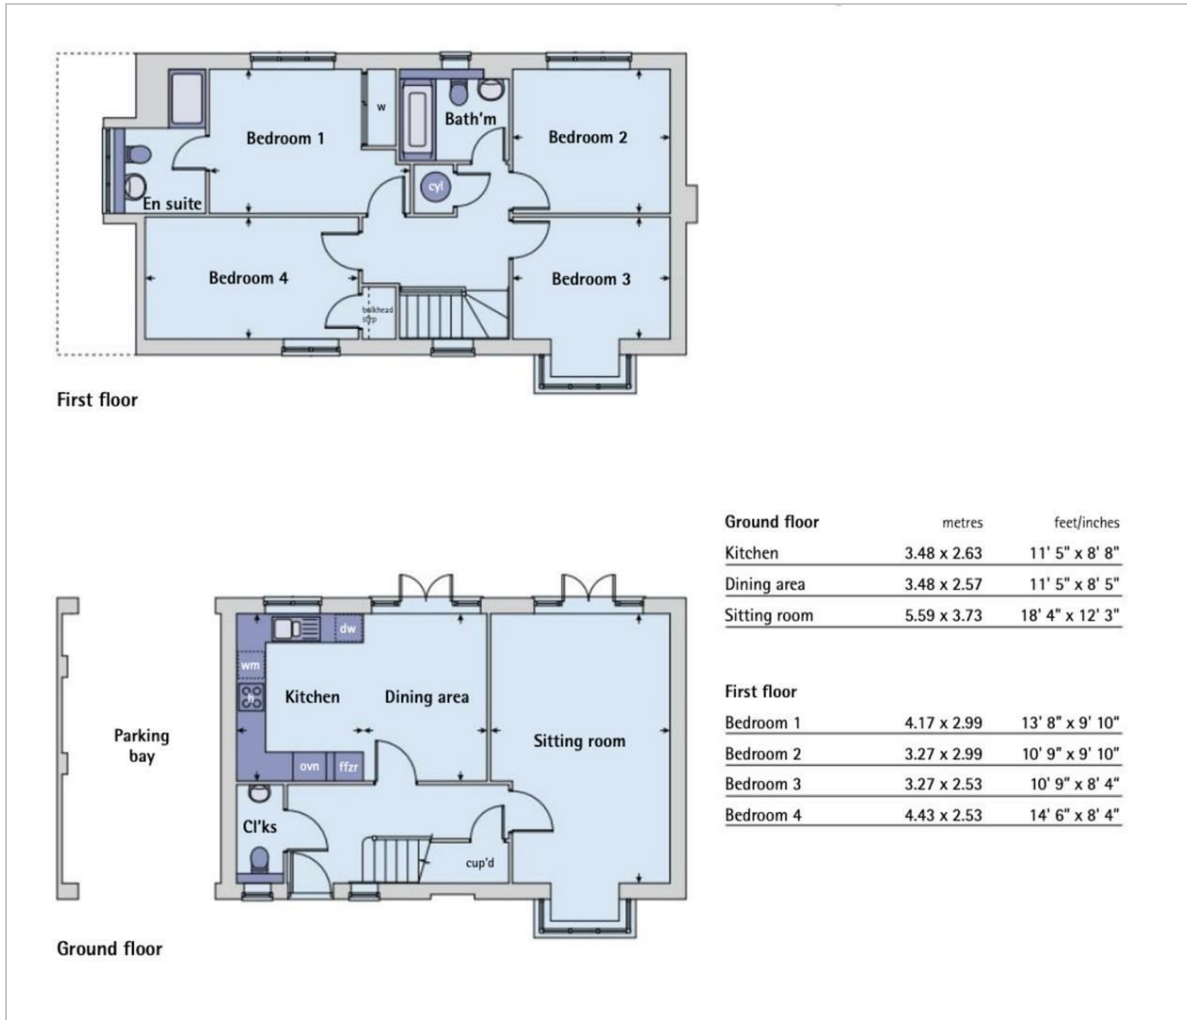 w
Bath'm
Bedroom 1
Bedroom 2
cyl
En suite
Bedroom 4
Bedroom 3
bulkhead
First floor
Ground floor metres feet/inches
Kitchen 3.48 x 2.63 11' 5" x 8' 8"
Dining area 3.48 x 2.57 11' 5" x 8' 5"
Sitting room 5.59 x 3.73 18' 4" x 12' 3"
First floor
Bedroom 1 4.17 x 2.99 13' 8" x 9' 10"
Bedroom 2 3.27 x 2.99 10' 9" x 9' 10"
Bedroom 3 3.27 x 2.53 10' 9" x 8' 4"
Bedroom 4 4.43 x 2.53 14' 6" x 8' 4"
dw
wm
Kitchen
Dining area
Parking
bay
Sitting room
ovn
ffzr
Cl'ks
cup'd
Ground floor